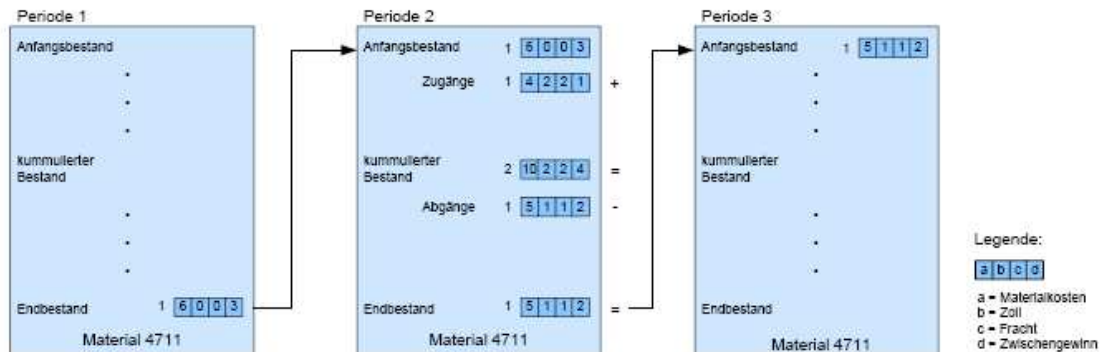 Periode 1
Anfangsbestand
kummulierter
Bestand
Endbestand 1 6 0 0 3
Material 4711
Periode 2
Anfangsbestand 1 6 0 0 3
Zugänge 1 4 2 2 1 +
kummulierter
Bestand 2 10 2 2 4 =
Abgänge 1 5 1 1 2 -
Endbestand 1 5 1 1 2 =
Material 4711
Periode 3
Anfangsbestand 1 5 1 1 2
kummulierter
Bestand
Endbestand
Material 4711
Legende:
a b c d
a = Materialkosten
b = Zoll
c = Fracht
d = Zwischengewinn